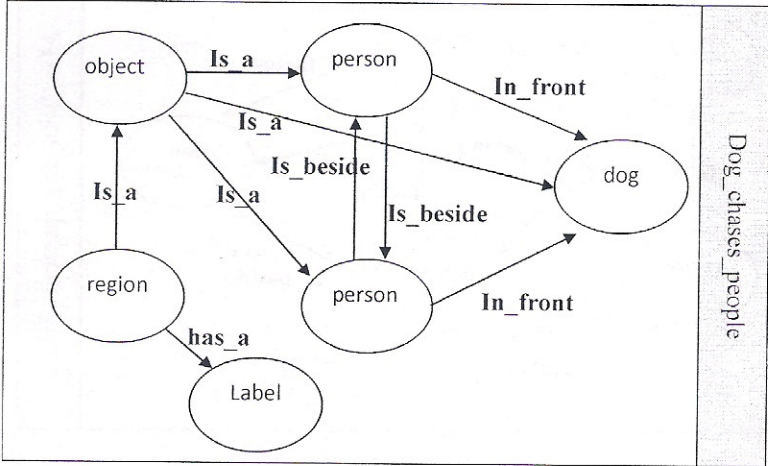 object
Is_a
person
In_front
Is_a
Is_beside
dog
Is_a
Is_a
Is_beside
region
person
In_front
has_a
Label
Dog_chases_people